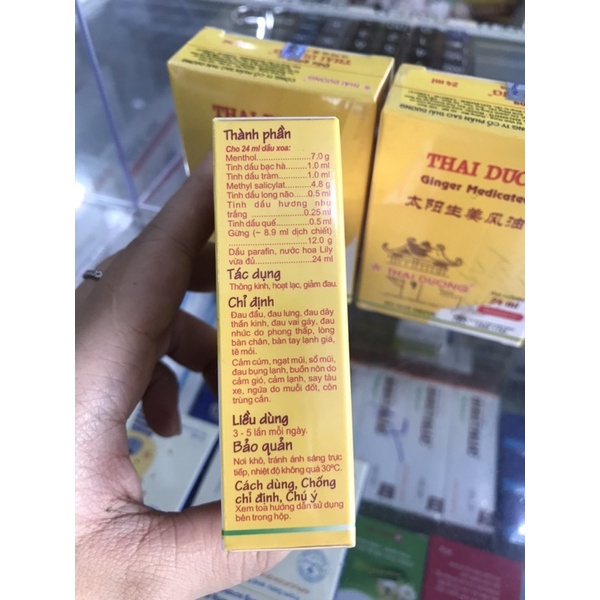 Thành phần
Cho 24 ml dầu xoa:
Menthol.....................7.0 g
Tinh dầu bạc hà..........1.0 ml
Tinh dầu tràm..............1.0 ml
Methyl salicylat...........4.8 g
Tinh dầu long não.......0.5 ml
Tinh dầu hương nhu
trắng ....................0.25 ml
Tinh dầu quế..............0.5 ml
Gừng (~ 8.9 ml dịch chiết)
...............................12.0 g
Dầu parafin, nước hoa Lily
vừa đủ.......................24 ml
Tác dụng
Thông kinh, hoạt lạc, giảm đau.
Chỉ định
Đau đầu, đau lưng, đau dây
thần kinh, đau vai gáy, đau
nhức do phong thấp, lòng
bàn chân, bàn tay lạnh giá,
tê mỏi.
Cảm cúm, ngạt mũi, sổ mũi,
đau bụng lạnh, buồn nôn do
cảm gió, cảm lạnh, say tàu
xe, ngứa do muỗi đốt, côn
trùng cắn.
Liều dùng
3 - 5 lần mỗi ngày.
Bảo quản
Nơi khô, tránh ánh sáng trực
tiếp, nhiệt độ không quá 30ºC.
Cách dùng, Chống
chỉ định, Chú ý
Xem toa hướng dẫn sử dụng
bên trong hộp.
THAI DƯƠNG
THAI
24 ml
THAI DUO
Ginger Medicate
太阳生姜风油
THAI DUONG
24 ml